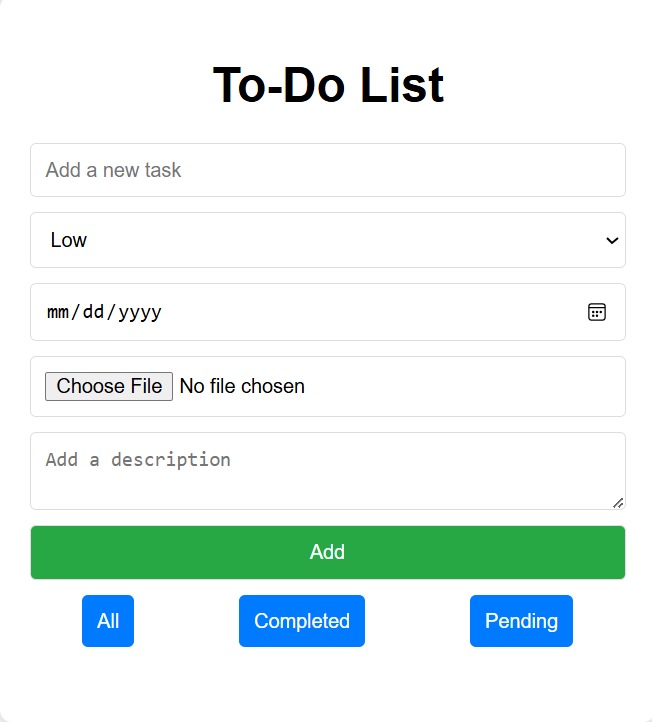 To-Do List
Add a new task
Low
mm/dd/yyyy
Choose File No file chosen
Add a description
Add
All Completed Pending